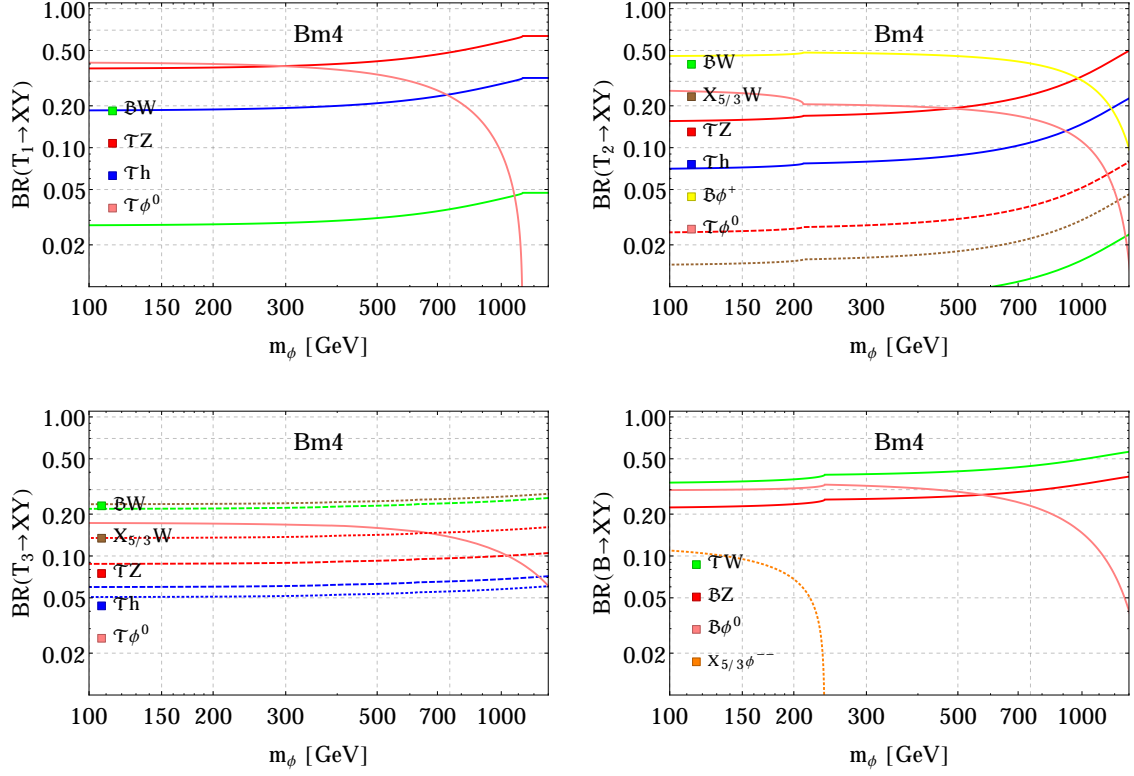 Bm4
BR(T₁→XY)
1.00
0.50
0.20
0.10
0.05
0.02
ℬW
𝒯Z
𝒯h
𝒯ϕ⁰
100 150 200 300 500 700 1000
mϕ [GeV]
Bm4
BR(T₂→XY)
1.00
0.50
0.20
0.10
0.05
0.02
ℬW
X₅/₃W
𝒯Z
𝒯h
ℬϕ⁺
𝒯ϕ⁰
100 150 200 300 500 700 1000
mϕ [GeV]
Bm4
BR(T₃→XY)
1.00
0.50
0.20
0.10
0.05
0.02
ℬW
X₅/₃W
𝒯Z
𝒯h
𝒯ϕ⁰
100 150 200 300 500 700 1000
mϕ [GeV]
Bm4
BR(B→XY)
1.00
0.50
0.20
0.10
0.05
0.02
𝒯W
ℬZ
ℬϕ⁰
X₅/₃ϕ⁻⁻
100 150 200 300 500 700 1000
mϕ [GeV]